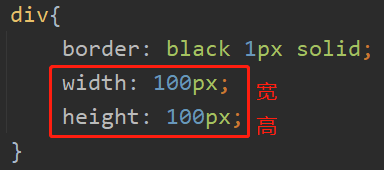 div{
border: black 1px solid;
width: 100px; 宽
height: 100px; 高
}